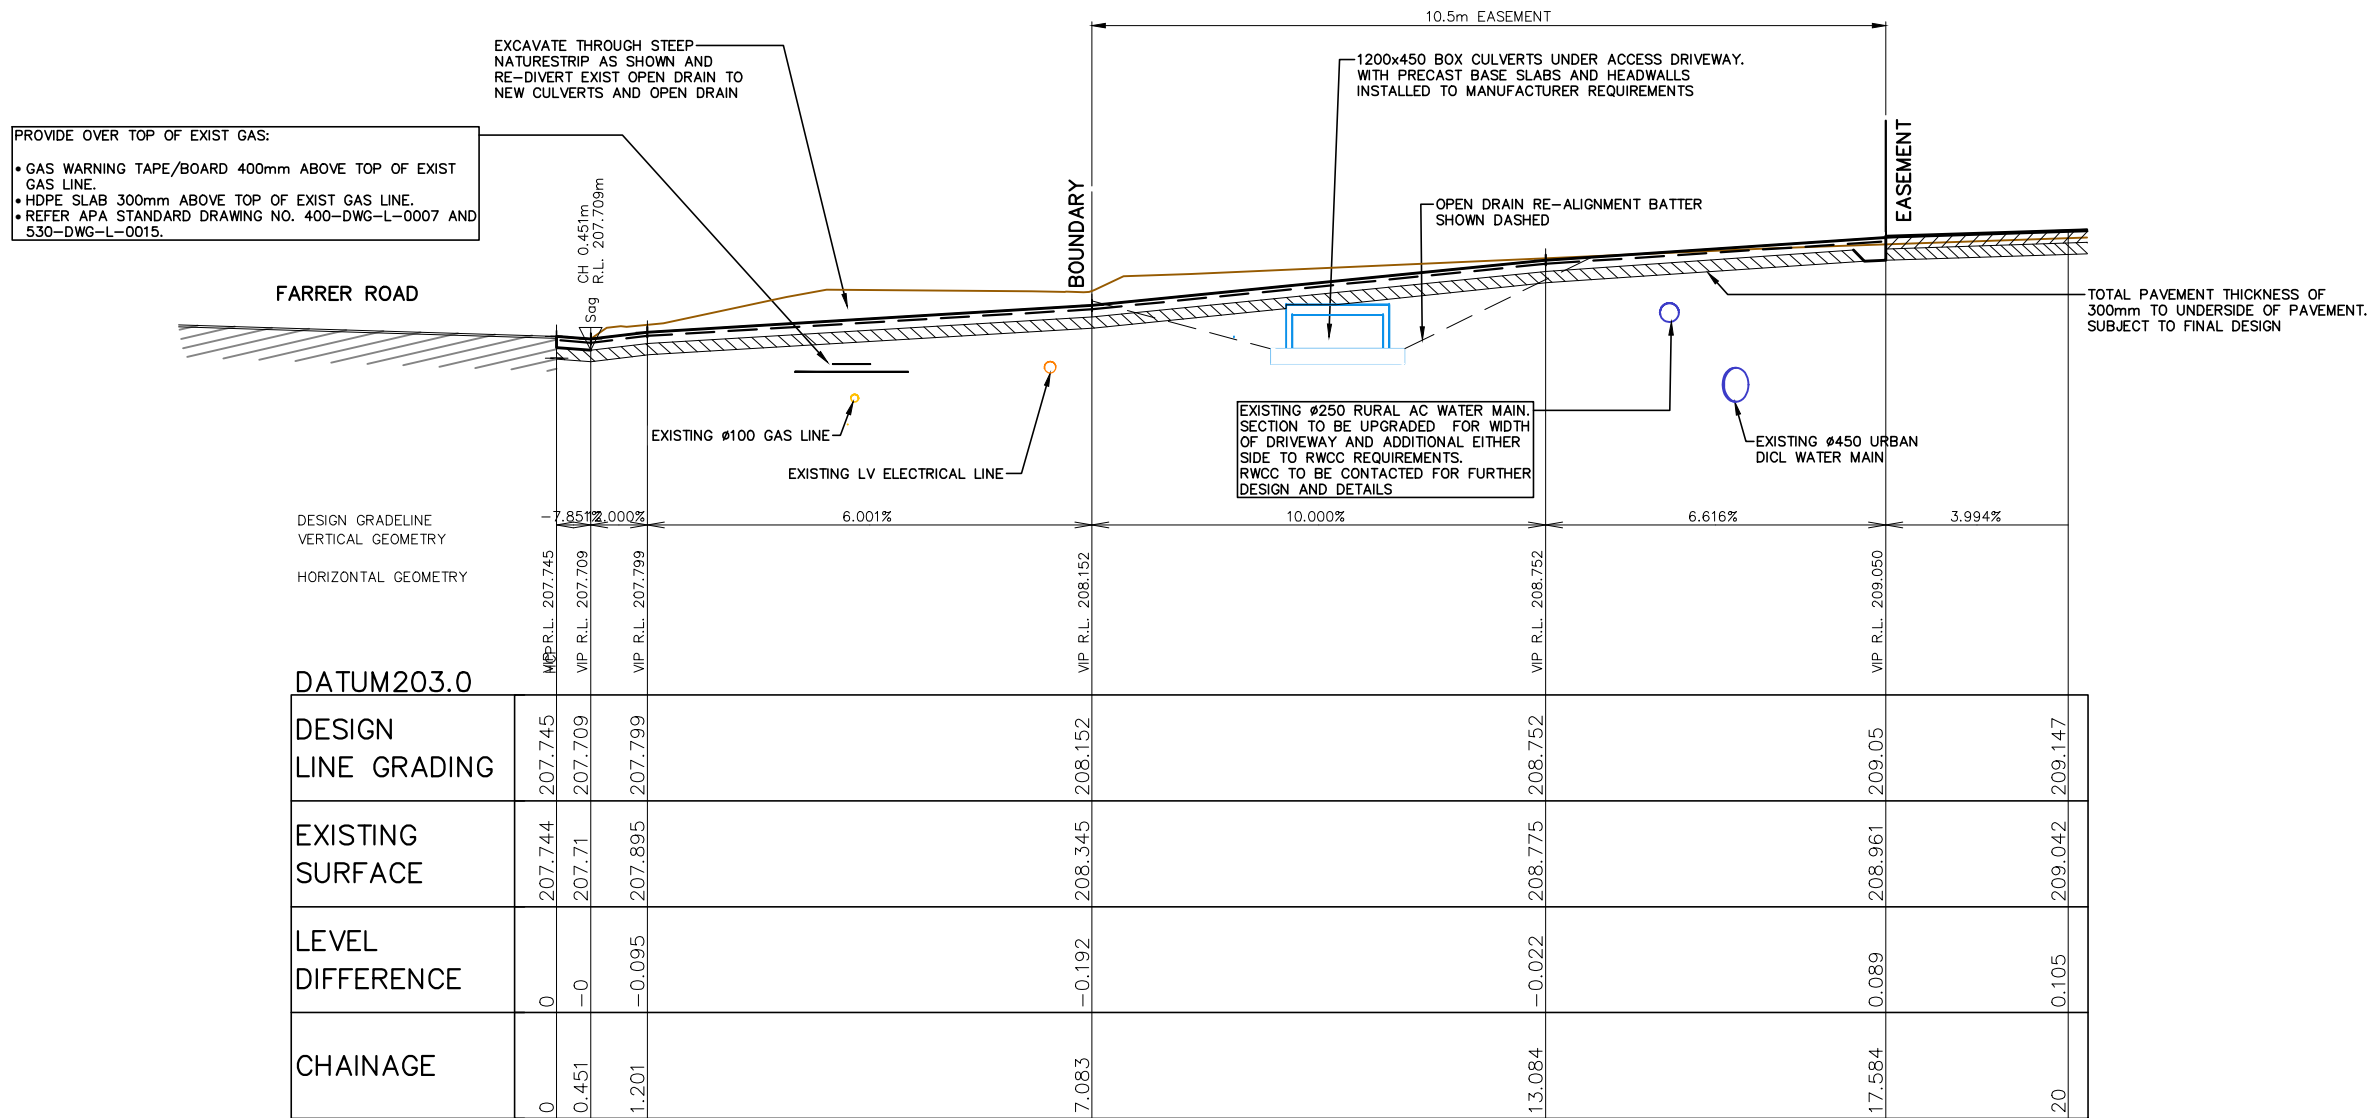 10.5m EASEMENT
EXCAVATE THROUGH STEEP
NATURESTRIP AS SHOWN AND
RE-DIVERT EXIST OPEN DRAIN TO
NEW CULVERTS AND OPEN DRAIN
1200x450 BOX CULVERTS UNDER ACCESS DRIVEWAY.
WITH PRECAST BASE SLABS AND HEADWALLS
INSTALLED TO MANUFACTURER REQUIREMENTS
PROVIDE OVER TOP OF EXIST GAS:
• GAS WARNING TAPE/BOARD 400mm ABOVE TOP OF EXIST
GAS LINE.
• HDPE SLAB 300mm ABOVE TOP OF EXIST GAS LINE.
• REFER APA STANDARD DRAWING NO. 400-DWG-L-0007 AND
530-DWG-L-0015.
Sag CH 0.451m
R.L. 207.709m
BOUNDARY
OPEN DRAIN RE-ALIGNMENT BATTER
SHOWN DASHED
EASEMENT
FARRER ROAD
TOTAL PAVEMENT THICKNESS OF
300mm TO UNDERSIDE OF PAVEMENT.
SUBJECT TO FINAL DESIGN
EXISTING ø100 GAS LINE
EXISTING LV ELECTRICAL LINE
EXISTING ø250 RURAL AC WATER MAIN.
SECTION TO BE UPGRADED FOR WIDTH
OF DRIVEWAY AND ADDITIONAL EITHER
SIDE TO RWCC REQUIREMENTS.
RWCC TO BE CONTACTED FOR FURTHER
DESIGN AND DETAILS
EXISTING ø450 URBAN
DICL WATER MAIN
DESIGN GRADELINE
-7.851% 6.001% 10.000% 6.616% 3.994%
VERTICAL GEOMETRY
HORIZONTAL GEOMETRY
R.L. 207.745
VIP R.L. 207.709
VIP R.L. 207.799
VIP R.L. 208.152
VIP R.L. 208.752
VIP R.L. 209.050
DATUM203.0
DESIGN
LINE GRADING
207.745 207.709 207.799 208.152 208.752 209.05 209.147
EXISTING
SURFACE
207.744 207.71 207.895 208.345 208.775 208.961 209.042
LEVEL
DIFFERENCE
0 -0 -0.095 -0.192 -0.022 0.089 0.105
CHAINAGE
0 0.451 1.201 7.083 13.084 17.584 20